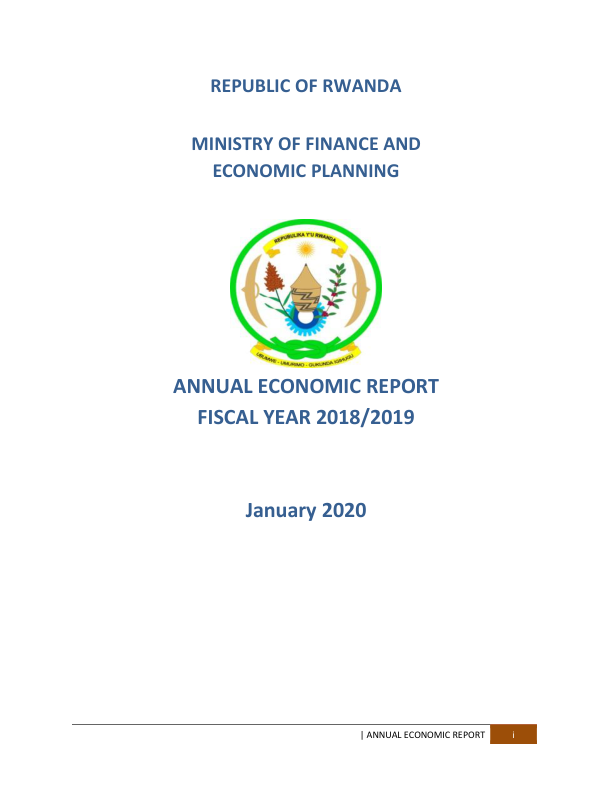 REPUBLIC OF RWANDA
MINISTRY OF FINANCE AND
ECONOMIC PLANNING
REPUBULIKA Y'U RWANDA
UBUMWE - UMURIMO - GUKUNDA IGIHUGU
ANNUAL ECONOMIC REPORT
FISCAL YEAR 2018/2019
January 2020
| ANNUAL ECONOMIC REPORT i